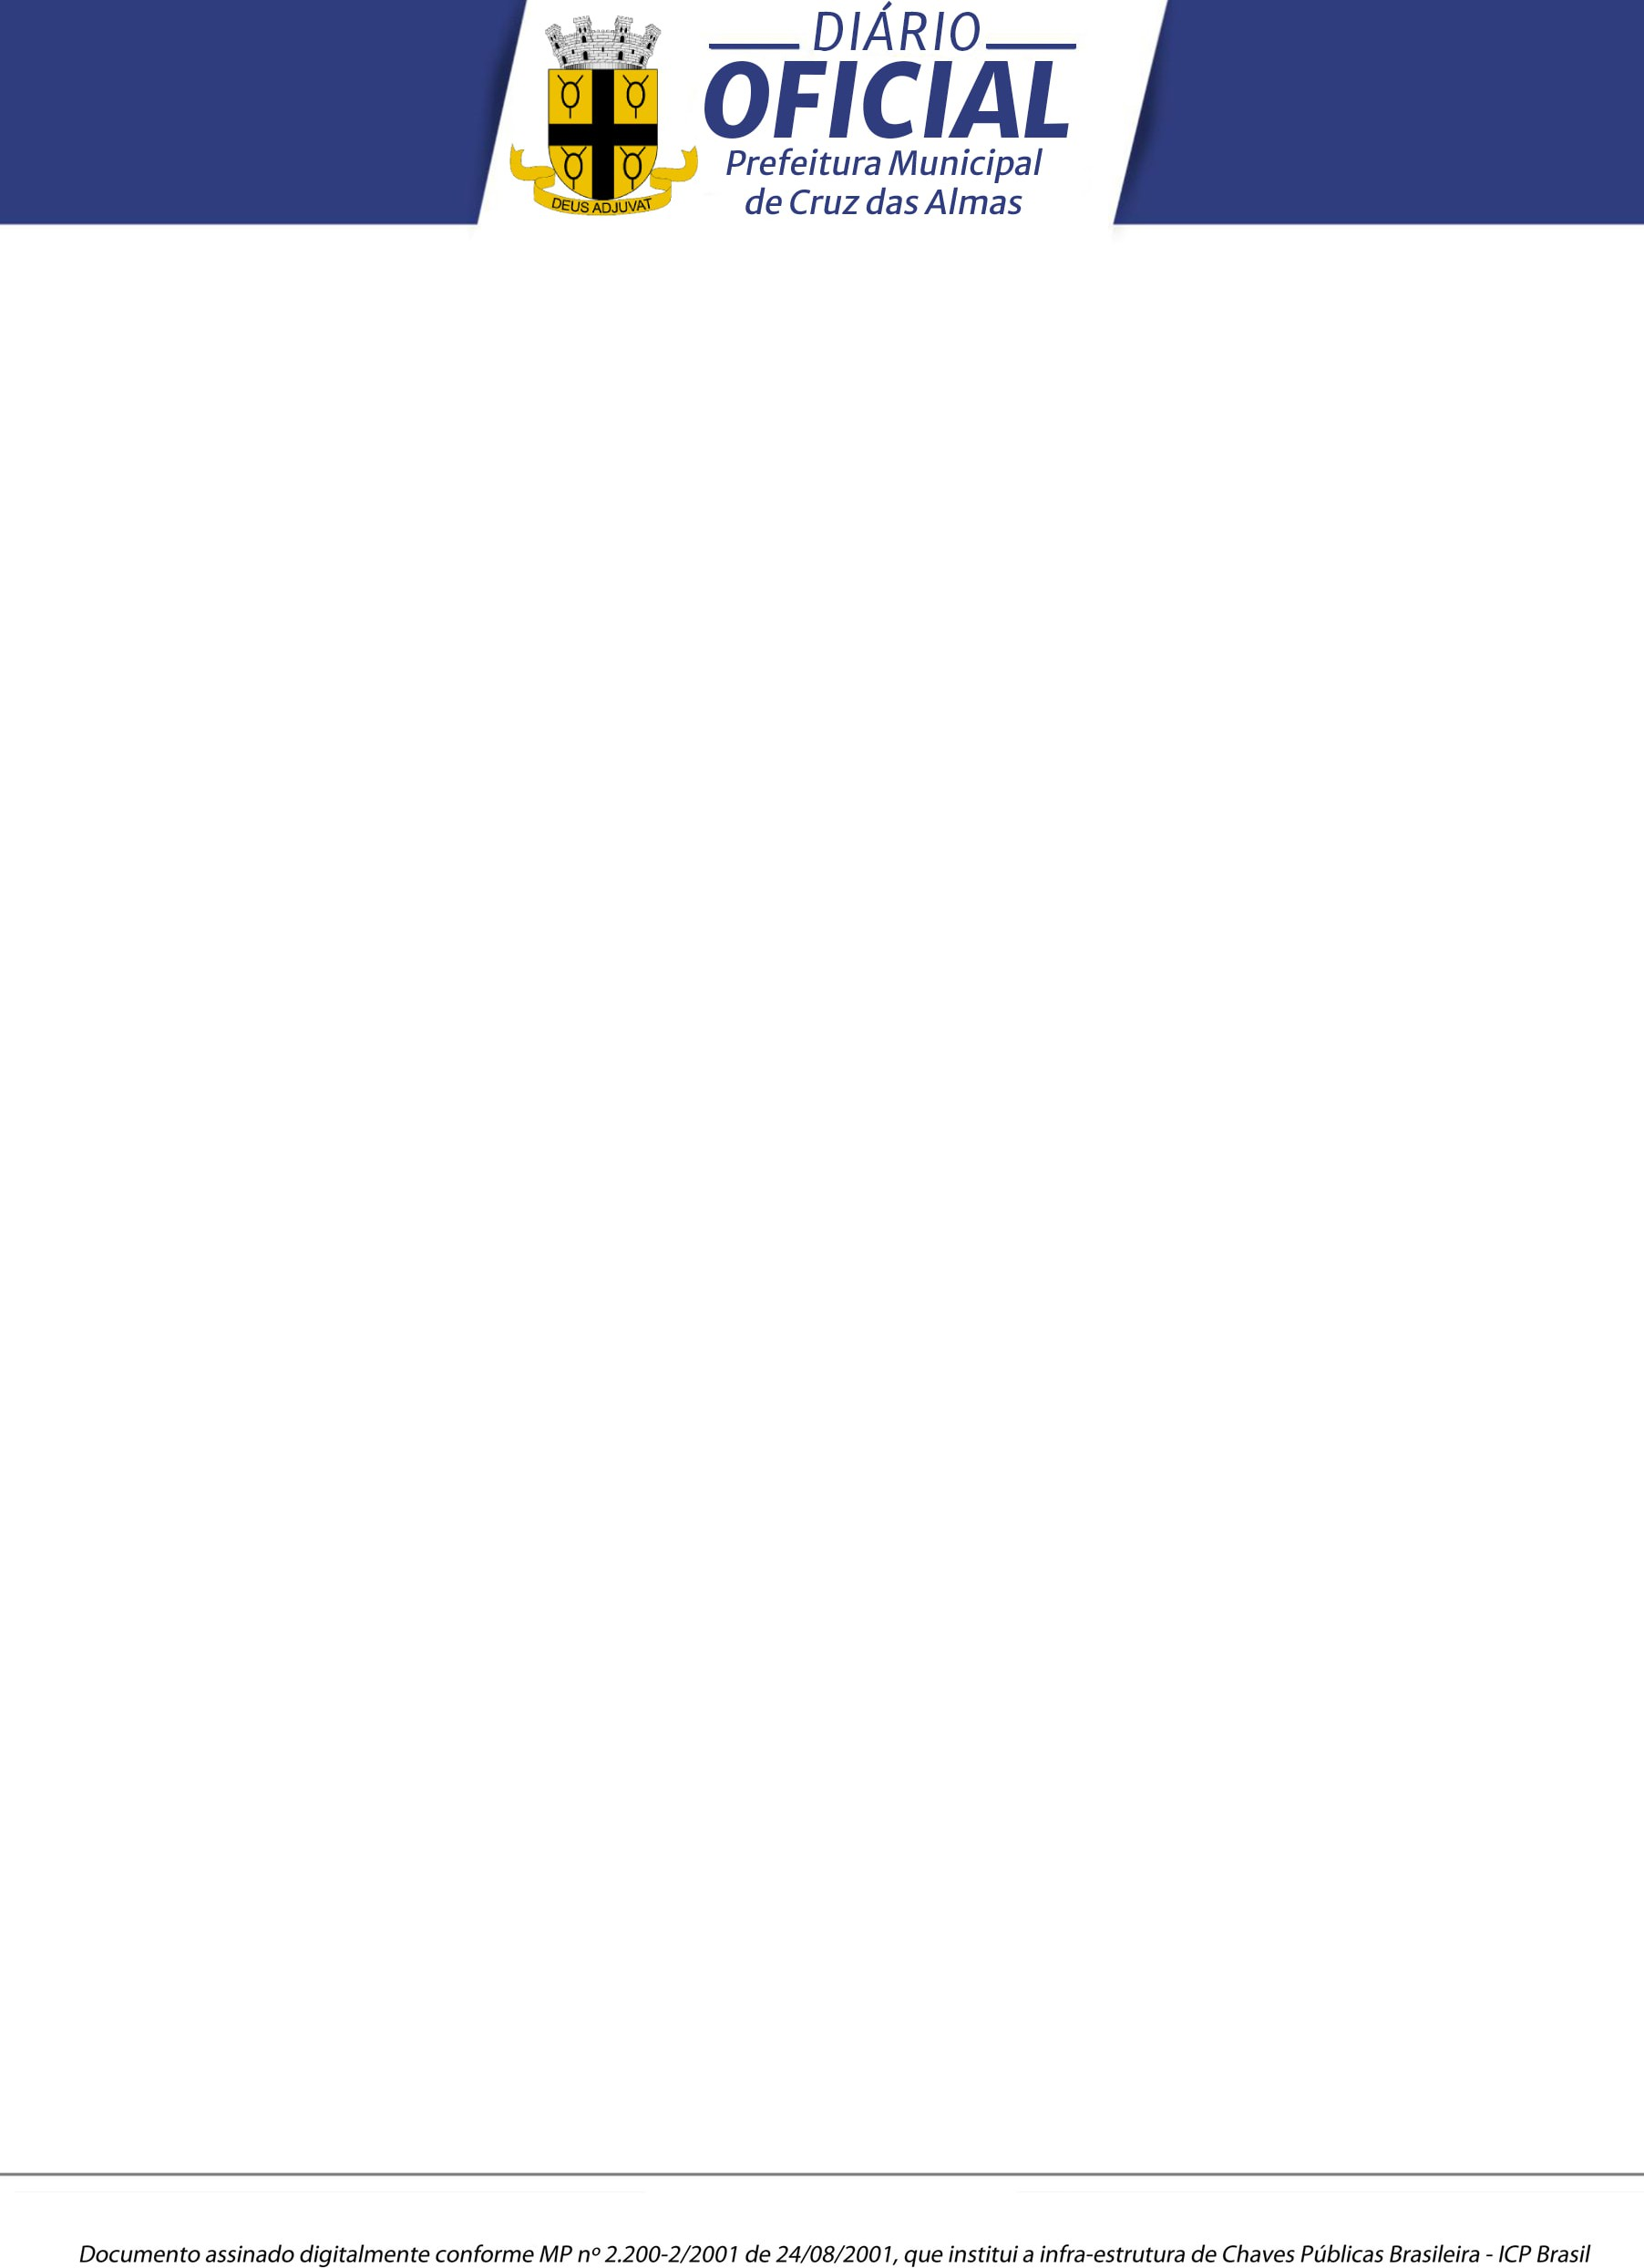 DIÁRIO
OFICIAL
Prefeitura Municipal
de Cruz das Almas
DEUS ADJUVAT
Documento assinado digitalmente conforme MP nº 2.200-2/2001 de 24/08/2001, que institui a infra-estrutura de Chaves Públicas Brasileira - ICP Brasil